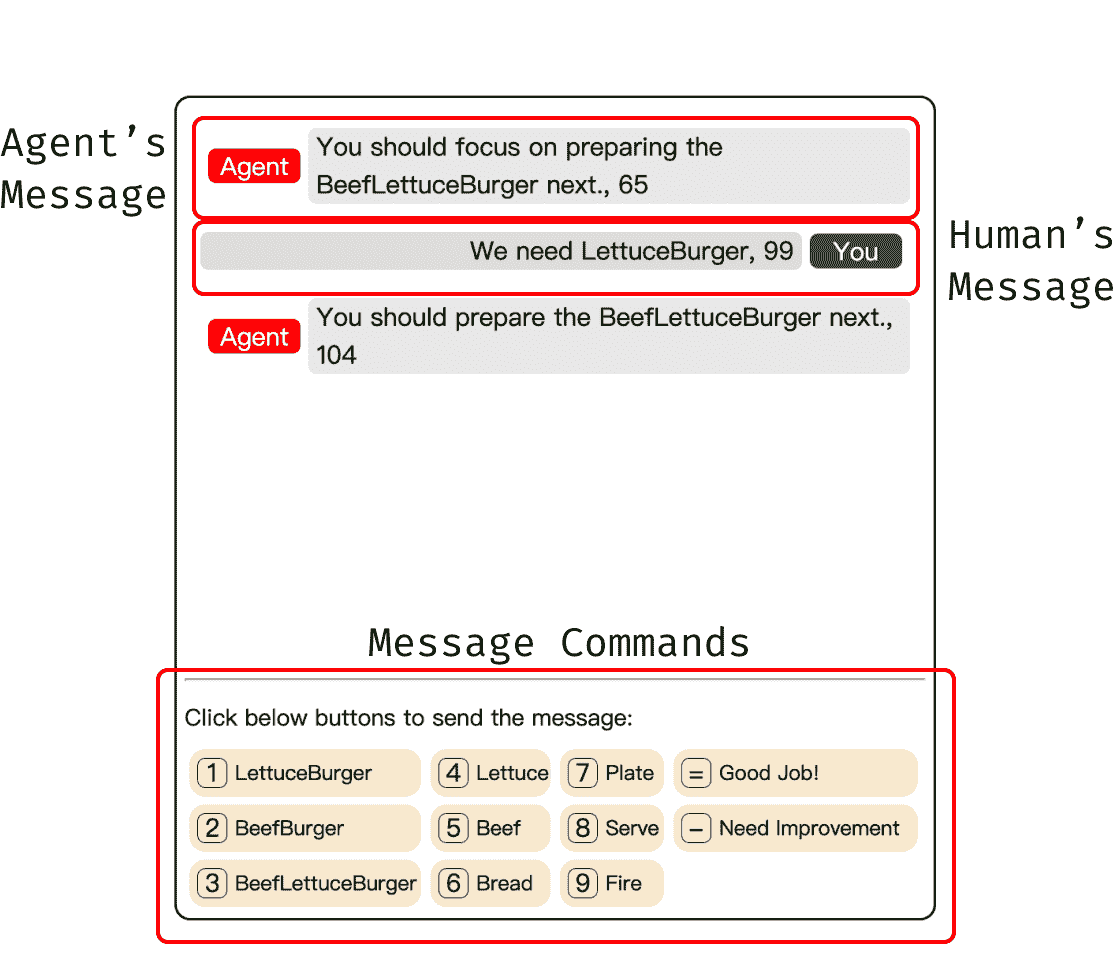 Agent's
Message
Agent
You should focus on preparing the
BeefLettuceBurger next., 65
We need LettuceBurger, 99
You
Human's
Message
Agent
You should prepare the BeefLettuceBurger next.,
104
Message Commands
Click below buttons to send the message:
1 LettuceBurger
4 Lettuce
7 Plate
= Good Job!
2 BeefBurger
5 Beef
8 Serve
– Need Improvement
3 BeefLettuceBurger
6 Bread
9 Fire